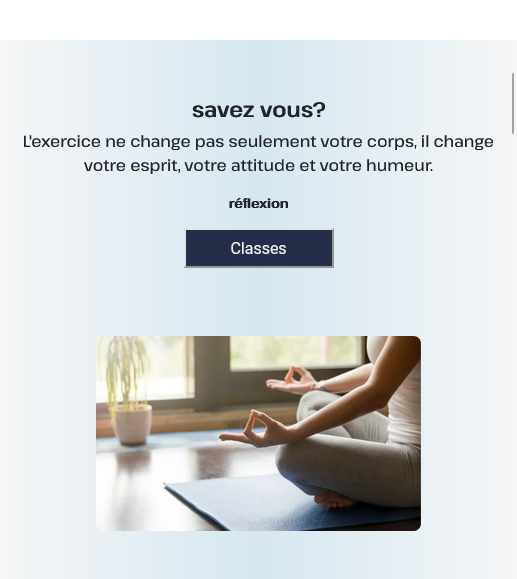 savez vous?
L'exercice ne change pas seulement votre corps, il change
votre esprit, votre attitude et votre humeur.
réflexion
Classes